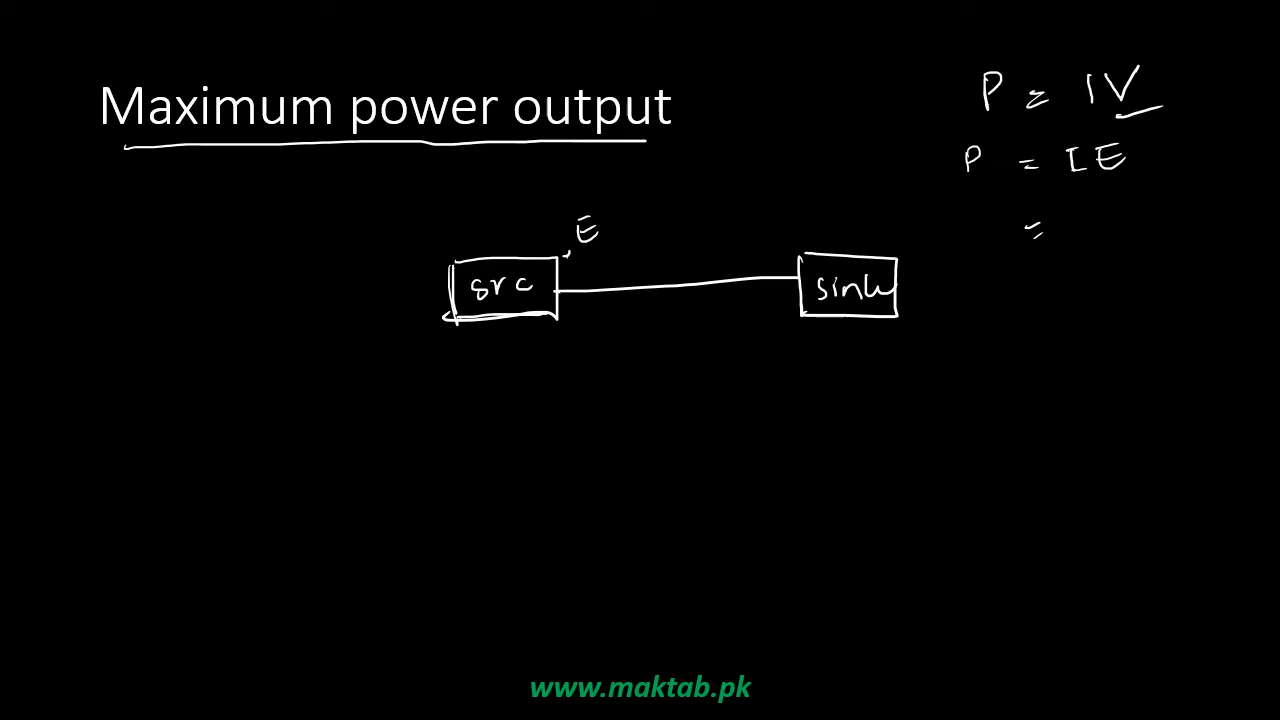 Maximum power output
P = IV
P = IE
=
E
src
sink
www.maktab.pk